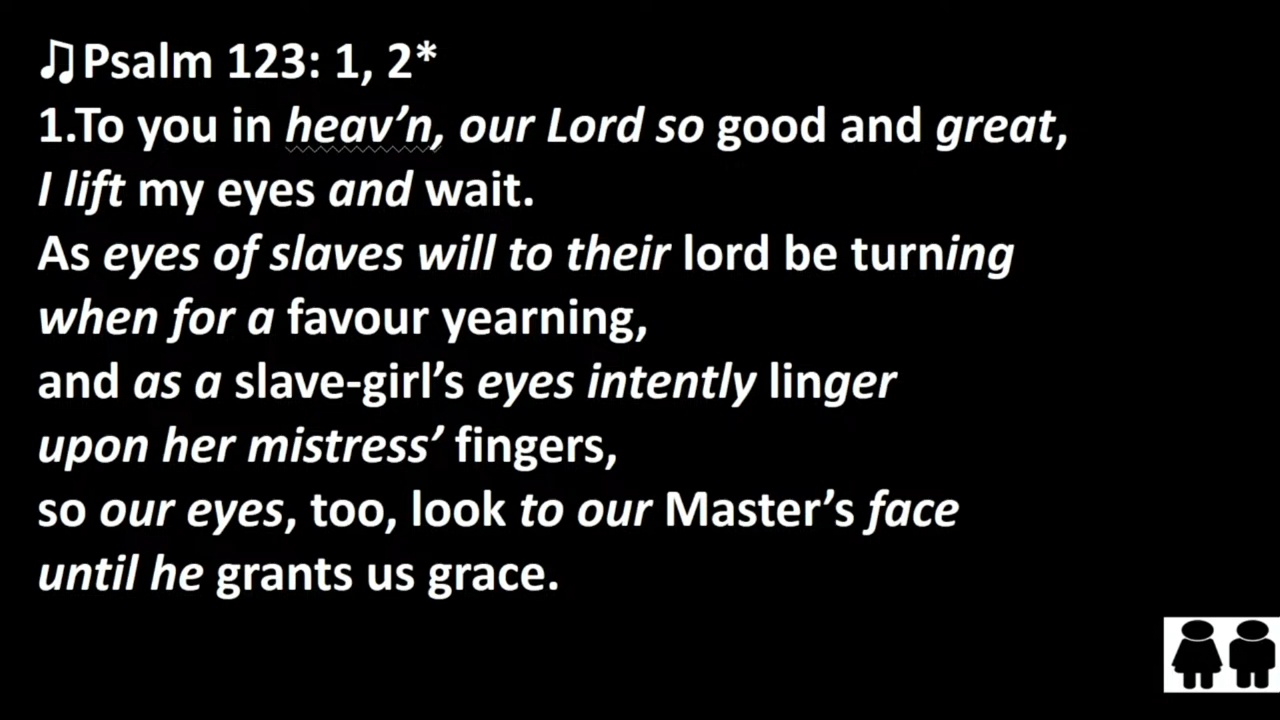 ♫Psalm 123: 1, 2*
1.To you in heav’n, our Lord so good and great,
I lift my eyes and wait.
As eyes of slaves will to their lord be turning
when for a favour yearning,
and as a slave-girl’s eyes intently linger
upon her mistress’ fingers,
so our eyes, too, look to our Master’s face
until he grants us grace.